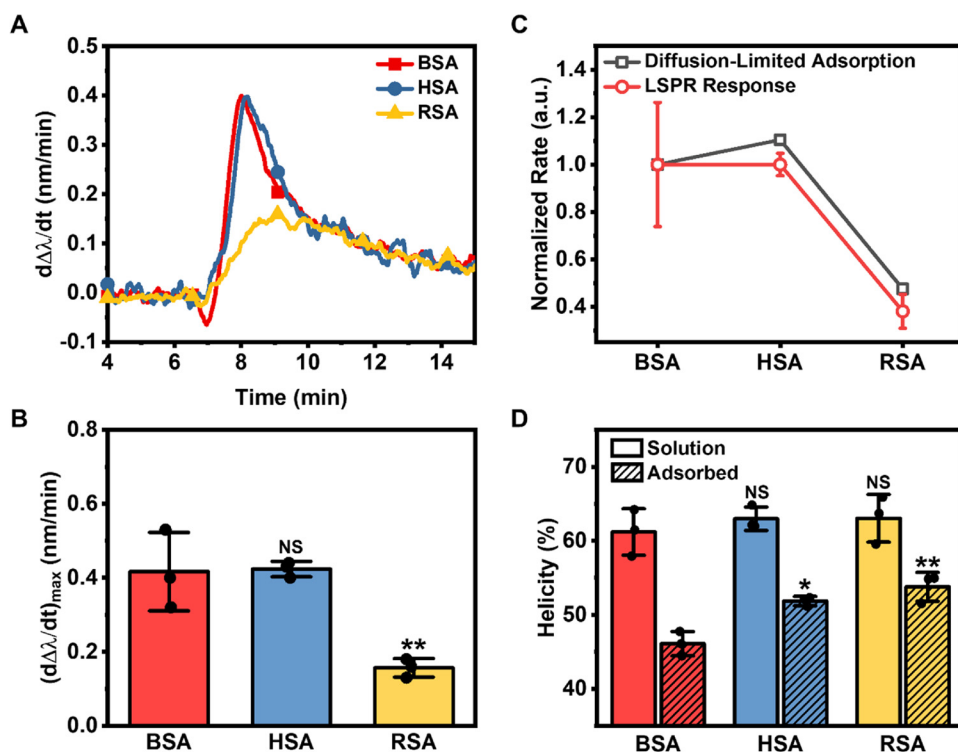 A
0.5
0.4
0.3
0.2
0.1
0.0
-0.1
dΔλ/dt (nm/min)
BSA
HSA
RSA
4
6
8
10
12
14
Time (min)
C
1.4
1.2
1.0
0.8
0.6
0.4
Normalized Rate (a.u.)
Diffusion-Limited Adsorption
LSPR Response
BSA
HSA
RSA
B
0.8
0.6
0.4
0.2
0.0
(dΔλ/dt)max (nm/min)
NS
**
BSA
HSA
RSA
D
70
60
50
40
Helicity (%)
Solution
Adsorbed
NS
NS
*
**
BSA
HSA
RSA